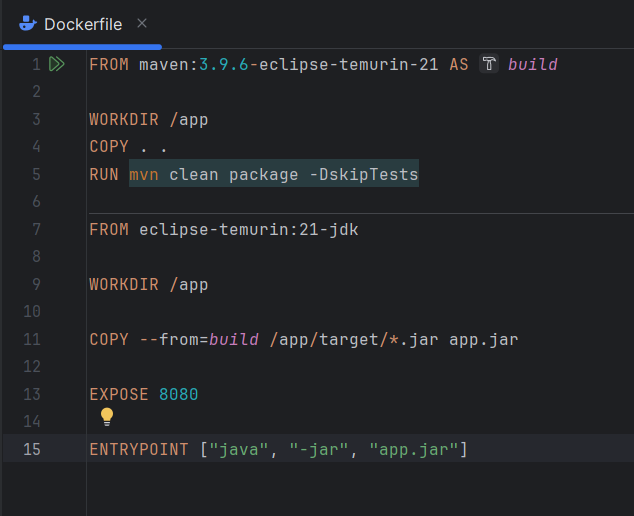 Dockerfile
1 FROM maven:3.9.6-eclipse-temurin-21 AS build
2
3 WORKDIR /app
4 COPY . .
5 RUN mvn clean package -DskipTests
6
7 FROM eclipse-temurin:21-jdk
8
9 WORKDIR /app
10
11 COPY --from=build /app/target/*.jar app.jar
12
13 EXPOSE 8080
14
15 ENTRYPOINT ["java", "-jar", "app.jar"]